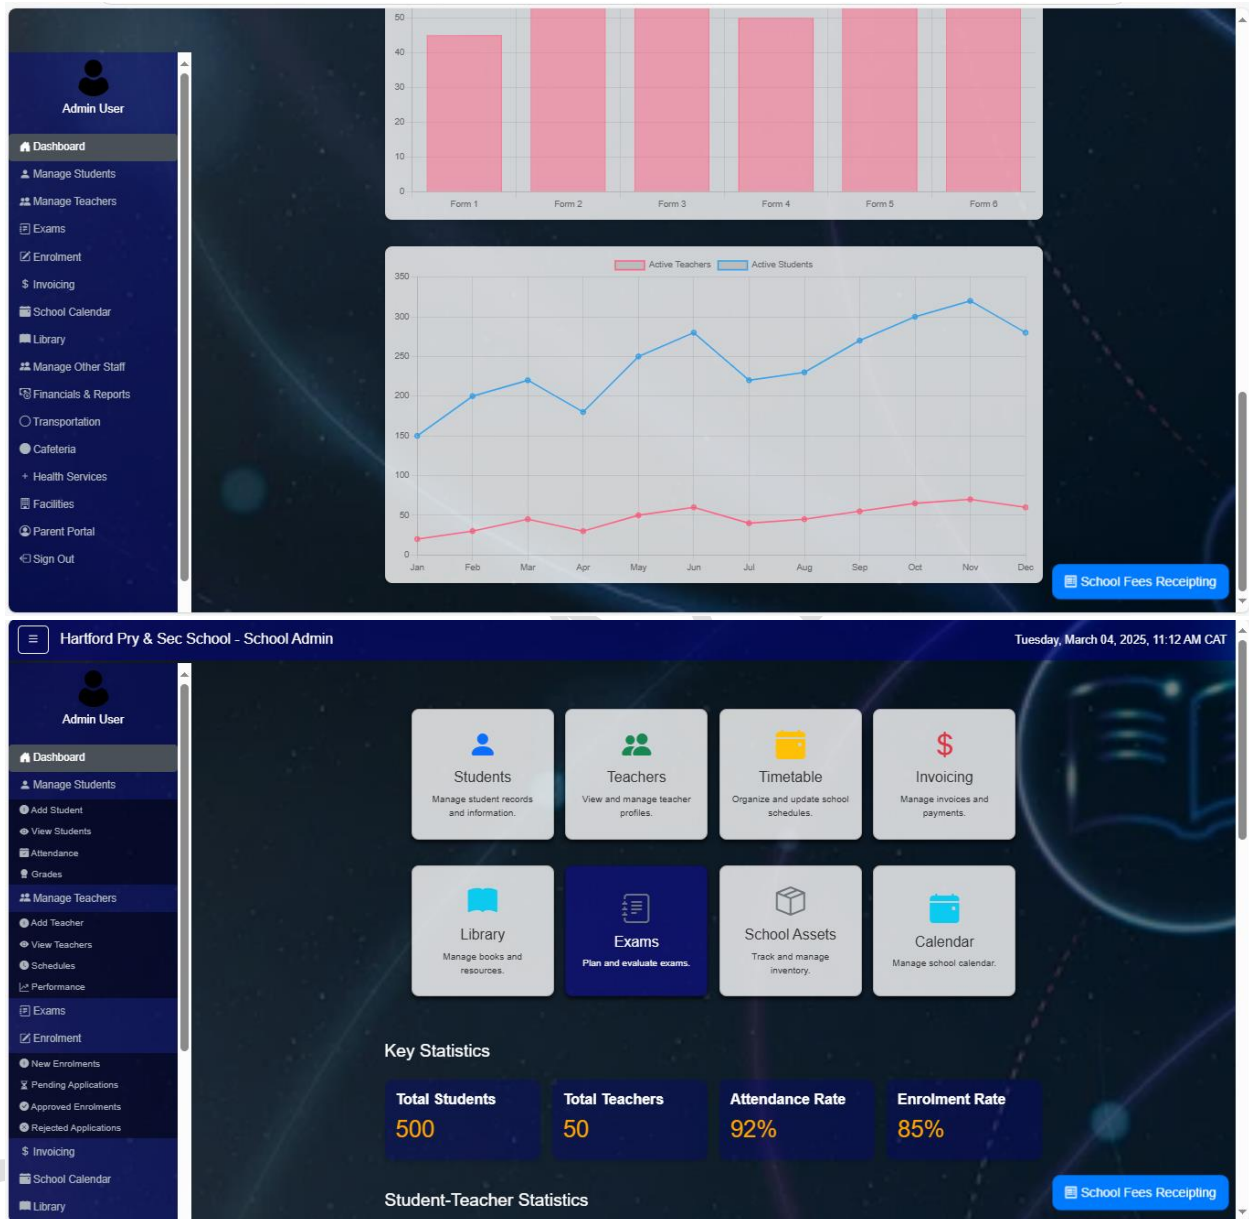 50
40
30
20
10
0
Form 1 Form 2 Form 3 Form 4 Form 5 Form 6
Admin User
Dashboard
Manage Students
Manage Teachers
Exams
Enrolment
$ Invoicing
School Calendar
Library
Manage Other Staff
Financials & Reports
Transportation
Cafeteria
+ Health Services
Facilities
Parent Portal
Sign Out
Active Teachers Active Students
350
300
250
200
150
100
50
0
Jan Feb Mar Apr May Jun Jul Aug Sep Oct Nov Dec
School Fees Receipting
Hartford Pry & Sec School - School Admin
Tuesday, March 04, 2025, 11:12 AM CAT
Admin User
Dashboard
Manage Students
Add Student
View Students
Attendance
Grades
Manage Teachers
Add Teacher
View Teachers
Schedules
Performance
Exams
Enrolment
New Enrolments
Pending Applications
Approved Enrolments
Rejected Applications
$ Invoicing
School Calendar
Library
Students
Manage student records
and information.
Teachers
View and manage teacher
profiles.
Timetable
Organize and update school
schedules.
$
Invoicing
Manage invoices and
payments.
Library
Manage books and
resources.
Exams
Plan and evaluate exams.
School Assets
Track and manage
inventory.
Calendar
Manage school calendar.
Key Statistics
Total Students
500
Total Teachers
50
Attendance Rate
92%
Enrolment Rate
85%
Student-Teacher Statistics
School Fees Receipting